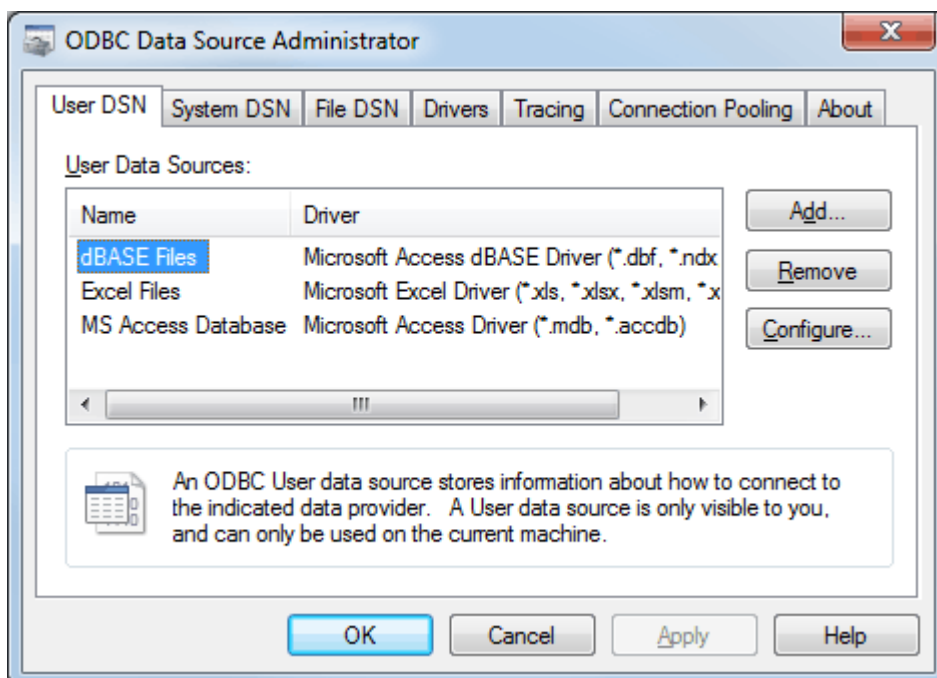 ODBC Data Source Administrator
User DSN System DSN File DSN Drivers Tracing Connection Pooling About
User Data Sources:
Name Driver
Add...
dBASE Files Microsoft Access dBASE Driver (*.dbf, *.ndx
Remove
Excel Files Microsoft Excel Driver (*.xls, *.xlsx, *.xlsm, *.x
MS Access Database Microsoft Access Driver (*.mdb, *.accdb)
Configure...
An ODBC User data source stores information about how to connect to
the indicated data provider. A User data source is only visible to you,
and can only be used on the current machine.
OK Cancel Apply Help